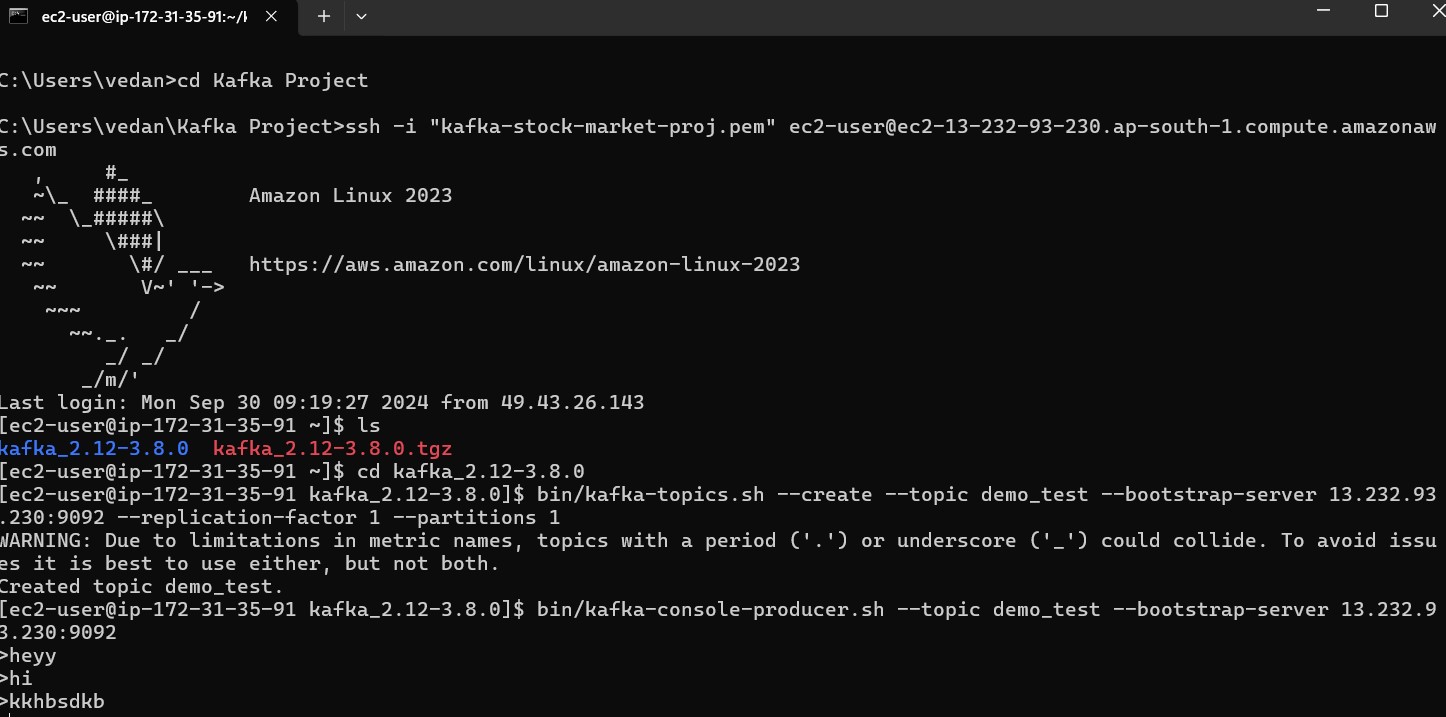 ec2-user@ip-172-31-35-91:~/k
C:\Users\vedan>cd Kafka Project
C:\Users\vedan\Kafka Project>ssh -i "kafka-stock-market-proj.pem" ec2-user@ec2-13-232-93-230.ap-south-1.compute.amazonaw
s.com
   ,     #_
   ~\_  ####_        Amazon Linux 2023
  ~~  \_#####\
  ~~     \###|
  ~~       \#/ ___   https://aws.amazon.com/linux/amazon-linux-2023
   ~~       V~' '->
    ~~~         /
      ~~._.   _/
         _/ _/
       _/m/'
Last login: Mon Sep 30 09:19:27 2024 from 49.43.26.143
[ec2-user@ip-172-31-35-91 ~]$ ls
kafka_2.12-3.8.0  kafka_2.12-3.8.0.tgz
[ec2-user@ip-172-31-35-91 ~]$ cd kafka_2.12-3.8.0
[ec2-user@ip-172-31-35-91 kafka_2.12-3.8.0]$ bin/kafka-topics.sh --create --topic demo_test --bootstrap-server 13.232.93
.230:9092 --replication-factor 1 --partitions 1
WARNING: Due to limitations in metric names, topics with a period ('.') or underscore ('_') could collide. To avoid issu
es it is best to use either, but not both.
Created topic demo_test.
[ec2-user@ip-172-31-35-91 kafka_2.12-3.8.0]$ bin/kafka-console-producer.sh --topic demo_test --bootstrap-server 13.232.9
3.230:9092
>heyy
>hi
>kkhbsdkb